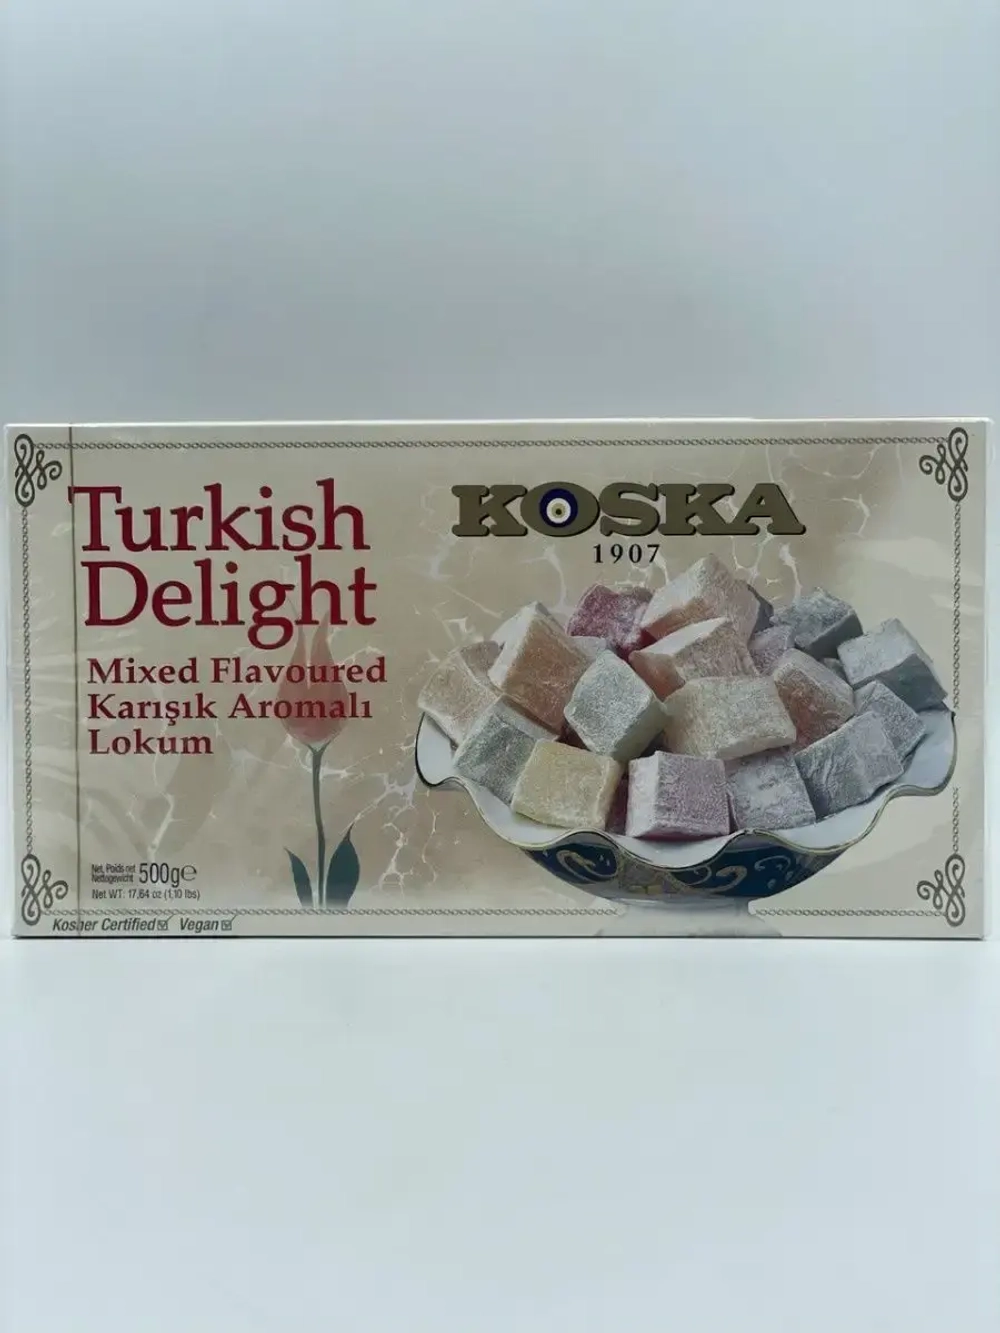 Turkish
Delight
Mixed Flavoured
Karışık Aromalı
Lokum
KOSKA
1907
Net, Poids net
Nettogewicht
500g℮
Net WT: 17,64 oz (1,10 lbs)
Kosher Certified Vegan